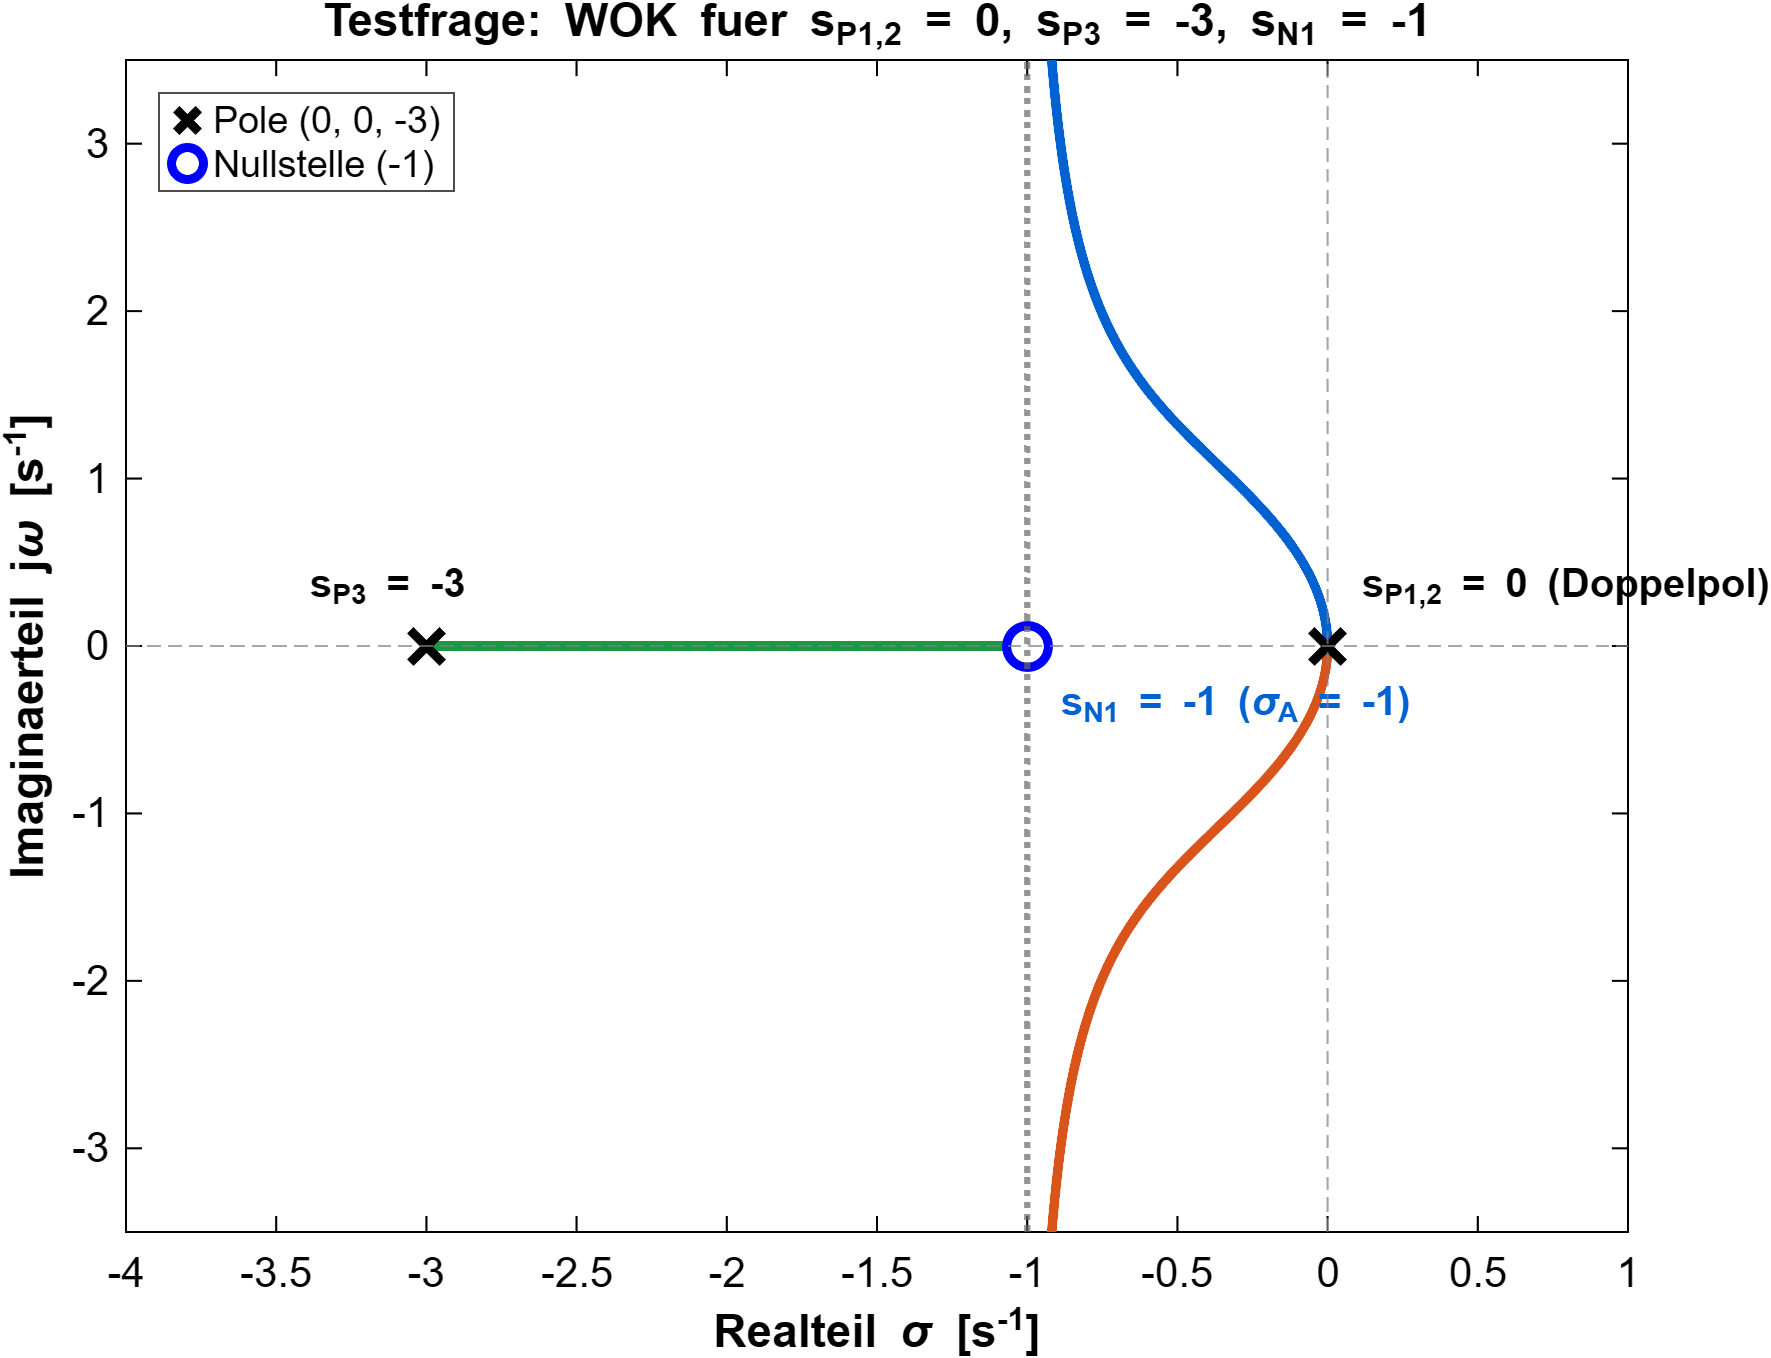 Testfrage: WOK fuer sP1,2 = 0, sP3 = -3, sN1 = -1
Pole (0, 0, -3)
Nullstelle (-1)
3
2
1
0
-1
-2
-3
Imaginaerteil jω [s-1]
sP3 = -3
sP1,2 = 0 (Doppelpol)
sN1 = -1 (σA = -1)
-4
-3.5
-3
-2.5
-2
-1.5
-1
-0.5
0
0.5
1
Realteil σ [s-1]